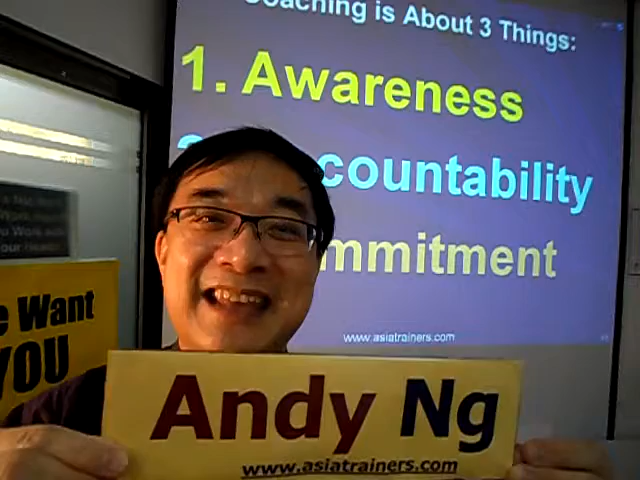 Coaching is About 3 Things:
1. Awareness
countability
mmitment
www.asiatrainers.com
We Want
YOU
Andy Ng
www.asiatrainers.com